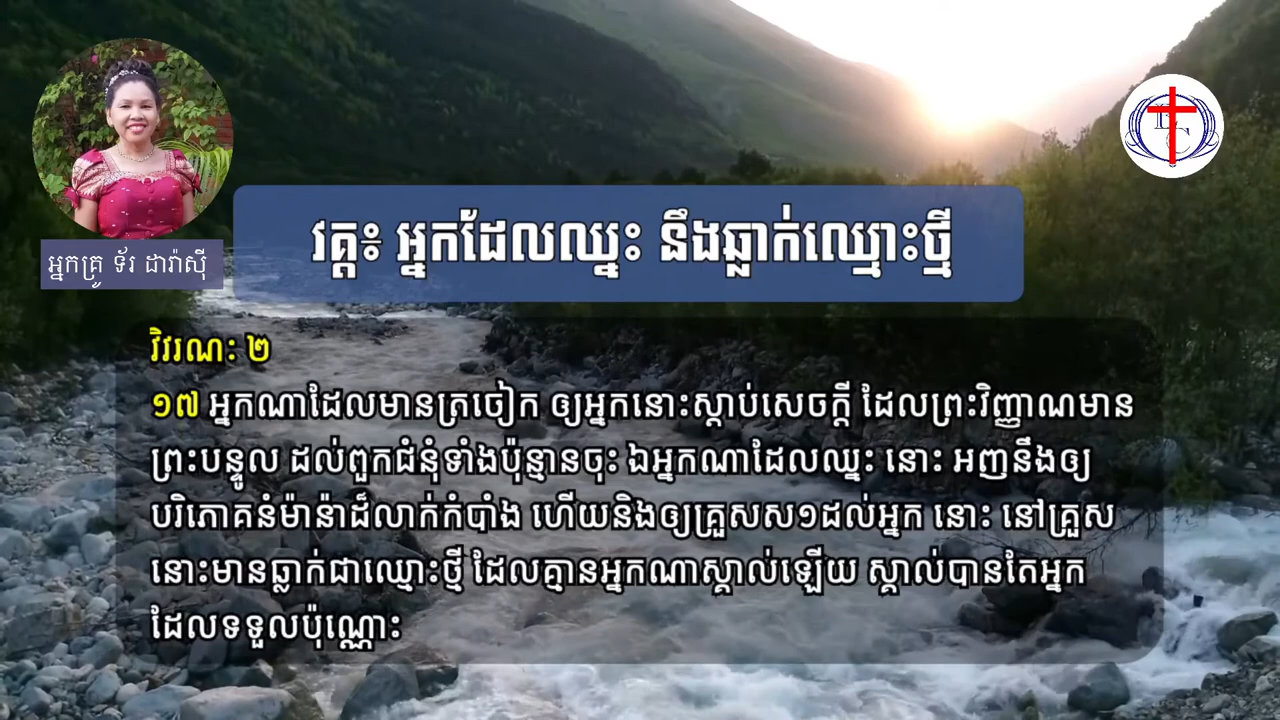 វគ្គ៖ អ្នកដែលឈ្នះ នឹងឆ្លាក់ឈ្មោះថ្មី
អ្នកគ្រូ ទ័រ ដារ៉ាស៊ី
វិវរណៈ ២
១៧ អ្នកណាដែលមានត្រចៀក ឲ្យអ្នកនោះស្តាប់សេចក្តី ដែលព្រះវិញ្ញាណមាន
ព្រះបន្ទូល ដល់ពួកជំនុំទាំងប៉ុន្មានចុះ ឯអ្នកណាដែលឈ្នះ នោះ អញនឹងឲ្យ
បរិភោគនំម៉ាន៉ាដ៏លាក់កំបាំង ហើយនិងឲ្យគ្រួសស១ដល់អ្នក នោះ នៅគ្រួស
នោះមានឆ្លាក់ជាឈ្មោះថ្មី ដែលគ្មានអ្នកណាស្គាល់ឡើយ ស្គាល់បានតែអ្នក
ដែលទទួលប៉ុណ្ណោះ